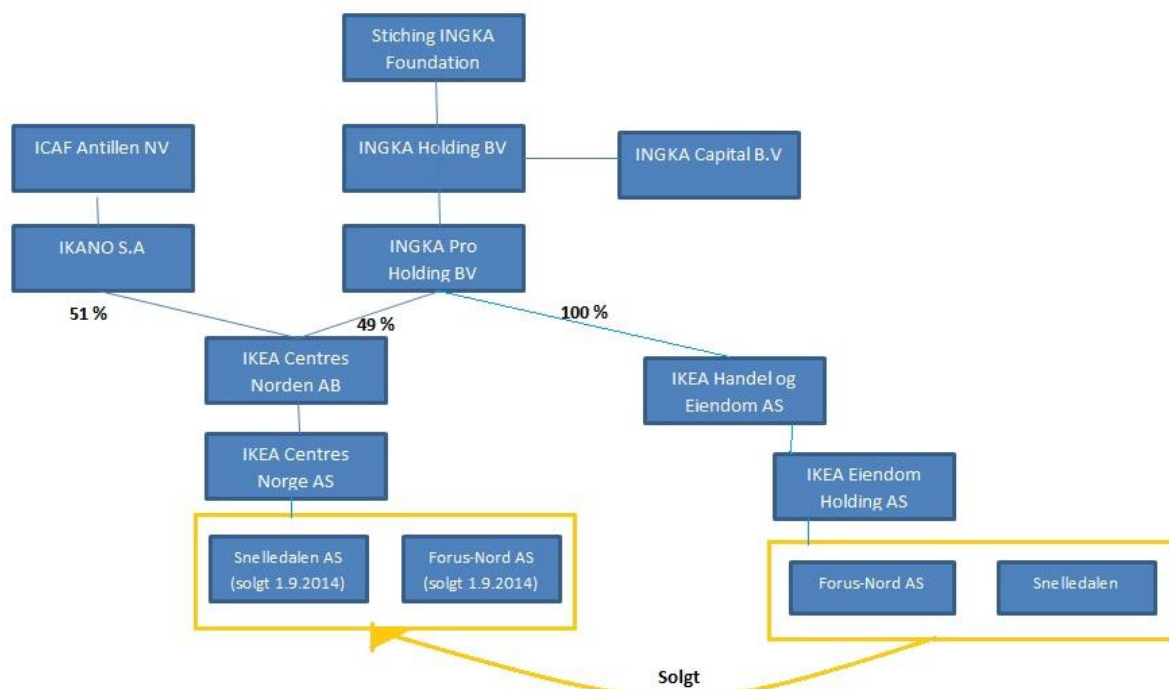 Stiching INGKA
Foundation
ICAF Antillen NV
INGKA Holding BV
INGKA Capital B.V
IKANO S.A
INGKA Pro
Holding BV
51 %
49 %
100 %
IKEA Centres
Norden AB
IKEA Handel og
Eiendom AS
IKEA Centres
Norge AS
IKEA Eiendom
Holding AS
Snelledalen AS
(solgt 1.9.2014)
Forus-Nord AS
(solgt 1.9.2014)
Forus-Nord AS
Snelledalen
Solgt